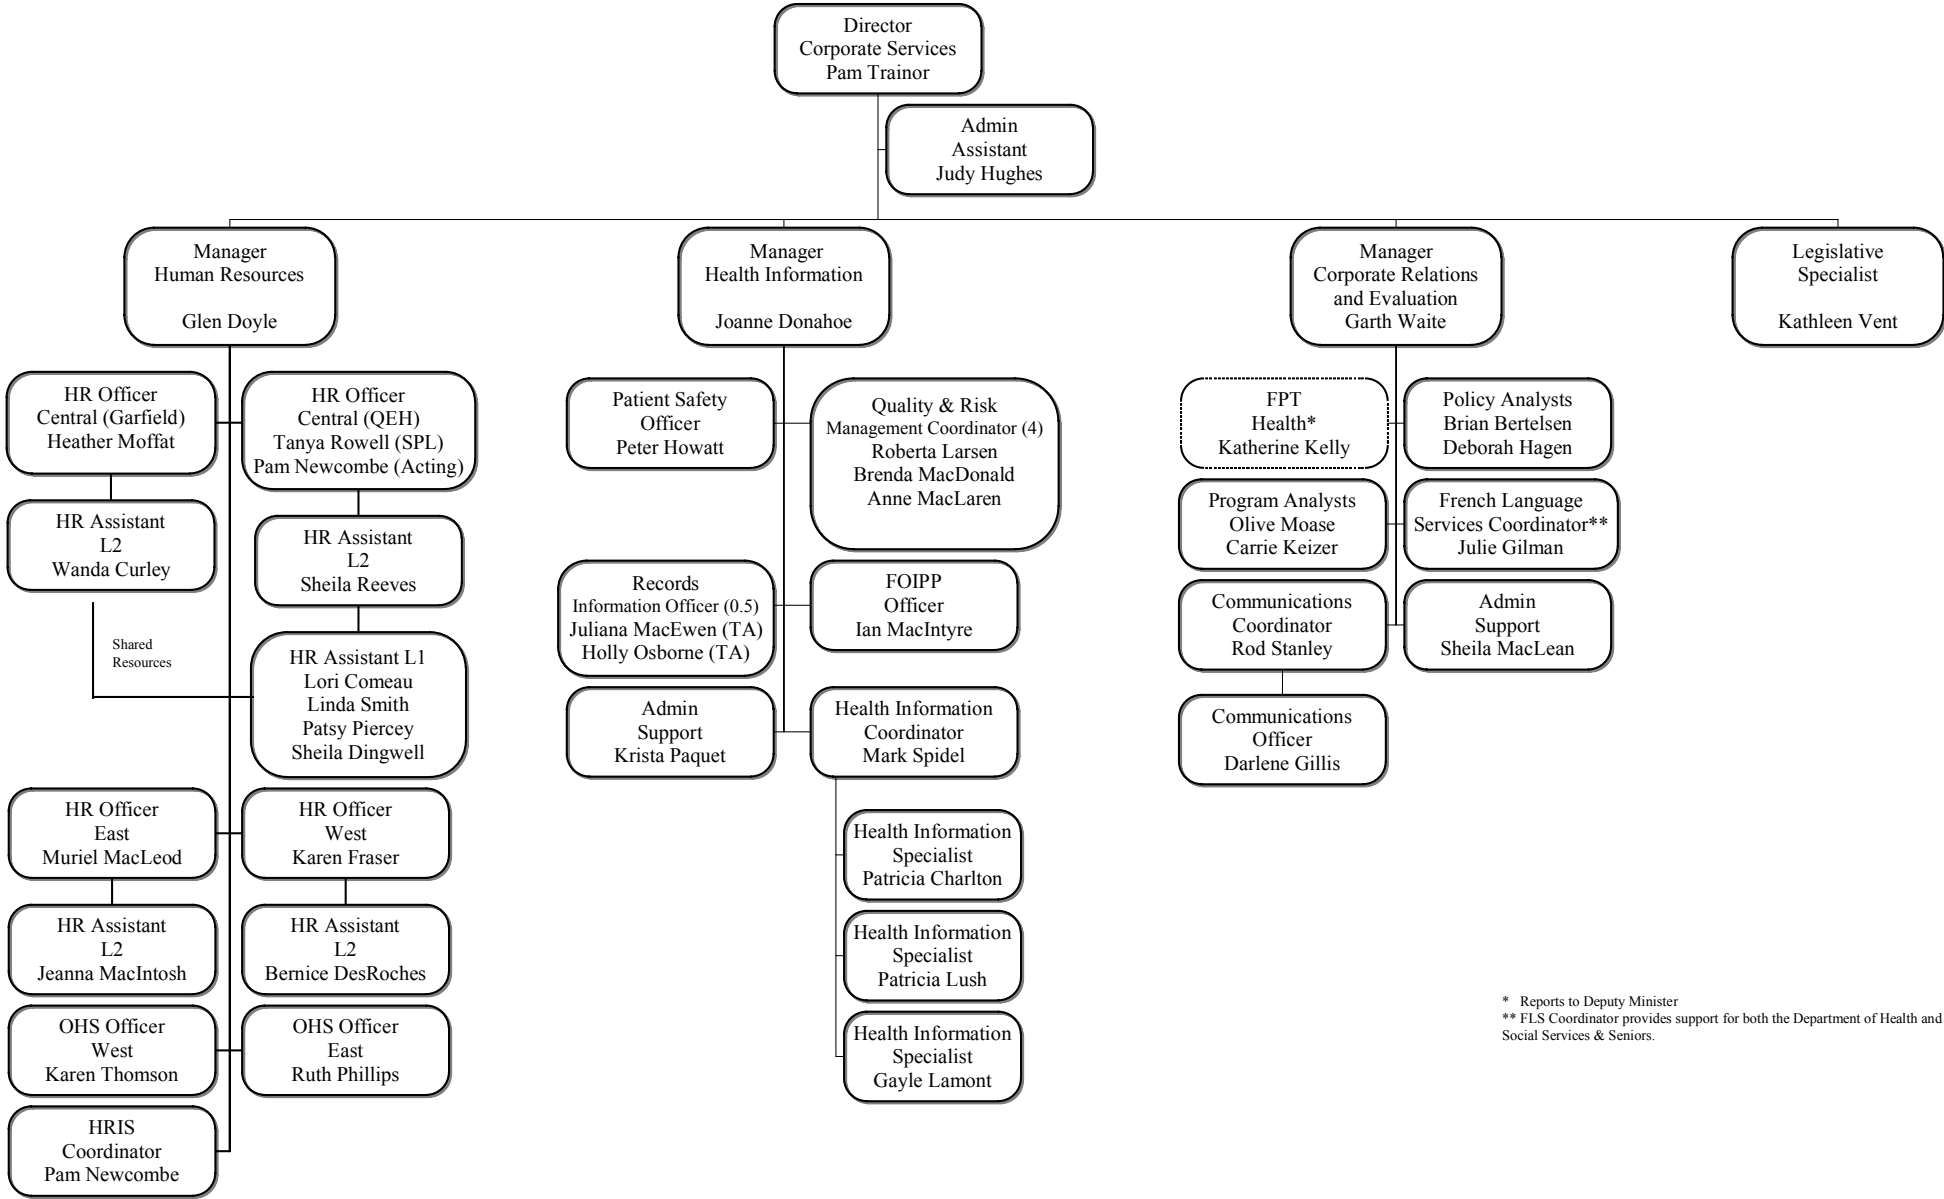 Director
Corporate Services
Pam Trainor
Admin
Assistant
Judy Hughes
Manager
Human Resources
Glen Doyle
Manager
Health Information
Joanne Donahoe
Manager
Corporate Relations
and Evaluation
Garth Waite
Legislative
Specialist
Kathleen Vent
HR Officer
Central (Garfield)
Heather Moffat
HR Officer
Central (QEH)
Tanya Rowell (SPL)
Pam Newcombe (Acting)
HR Assistant
L2
Wanda Curley
HR Assistant
L2
Sheila Reeves
Shared
Resources
HR Assistant L1
Lori Comeau
Linda Smith
Patsy Piercey
Sheila Dingwell
HR Officer
East
Muriel MacLeod
HR Officer
West
Karen Fraser
HR Assistant
L2
Jeanna MacIntosh
HR Assistant
L2
Bernice DesRoches
OHS Officer
West
Karen Thomson
OHS Officer
East
Ruth Phillips
HRIS
Coordinator
Pam Newcombe
Patient Safety
Officer
Peter Howatt
Quality & Risk
Management Coordinator (4)
Roberta Larsen
Brenda MacDonald
Anne MacLaren
Records
Information Officer (0.5)
Juliana MacEwen (TA)
Holly Osborne (TA)
FOIPP
Officer
Ian MacIntyre
Admin
Support
Krista Paquet
Health Information
Coordinator
Mark Spidel
Health Information
Specialist
Patricia Charlton
Health Information
Specialist
Patricia Lush
Health Information
Specialist
Gayle Lamont
FPT
Health*
Katherine Kelly
Policy Analysts
Brian Bertelsen
Deborah Hagen
Program Analysts
Olive Moase
Carrie Keizer
French Language
Services Coordinator**
Julie Gilman
Communications
Coordinator
Rod Stanley
Admin
Support
Sheila MacLean
Communications
Officer
Darlene Gillis
* Reports to Deputy Minister
** FLS Coordinator provides support for both the Department of Health and
Social Services & Seniors.